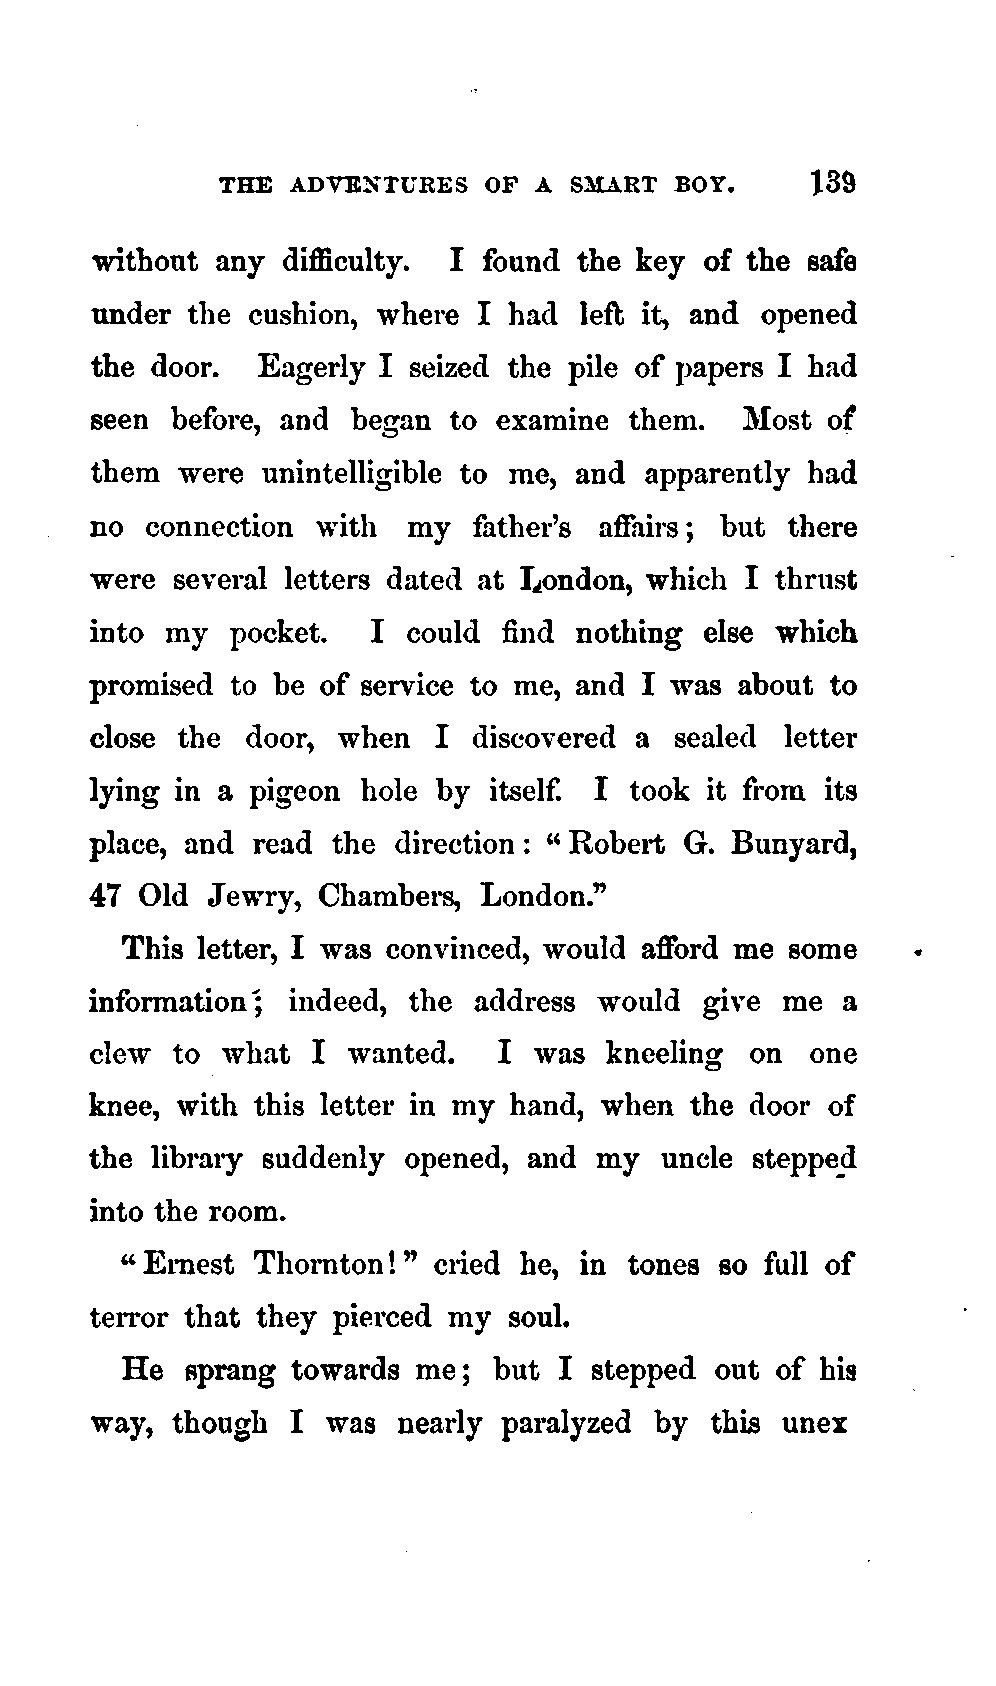 THE ADVENTURES OF A SMART BOY. 139
without any difficulty. I found the key of the safe
under the cushion, where I had left it, and opened
the door. Eagerly I seized the pile of papers I had
seen before, and began to examine them. Most of
them were unintelligible to me, and apparently had
no connection with my father's affairs; but there
were several letters dated at London, which I thrust
into my pocket. I could find nothing else which
promised to be of service to me, and I was about to
close the door, when I discovered a sealed letter
lying in a pigeon hole by itself. I took it from its
place, and read the direction: "Robert G. Bunyard,
47 Old Jewry, Chambers, London."
This letter, I was convinced, would afford me some
information; indeed, the address would give me a
clew to what I wanted. I was kneeling on one
knee, with this letter in my hand, when the door of
the library suddenly opened, and my uncle stepped
into the room.
"Ernest Thornton!" cried he, in tones so full of
terror that they pierced my soul.
He sprang towards me; but I stepped out of his
way, though I was nearly paralyzed by this unex